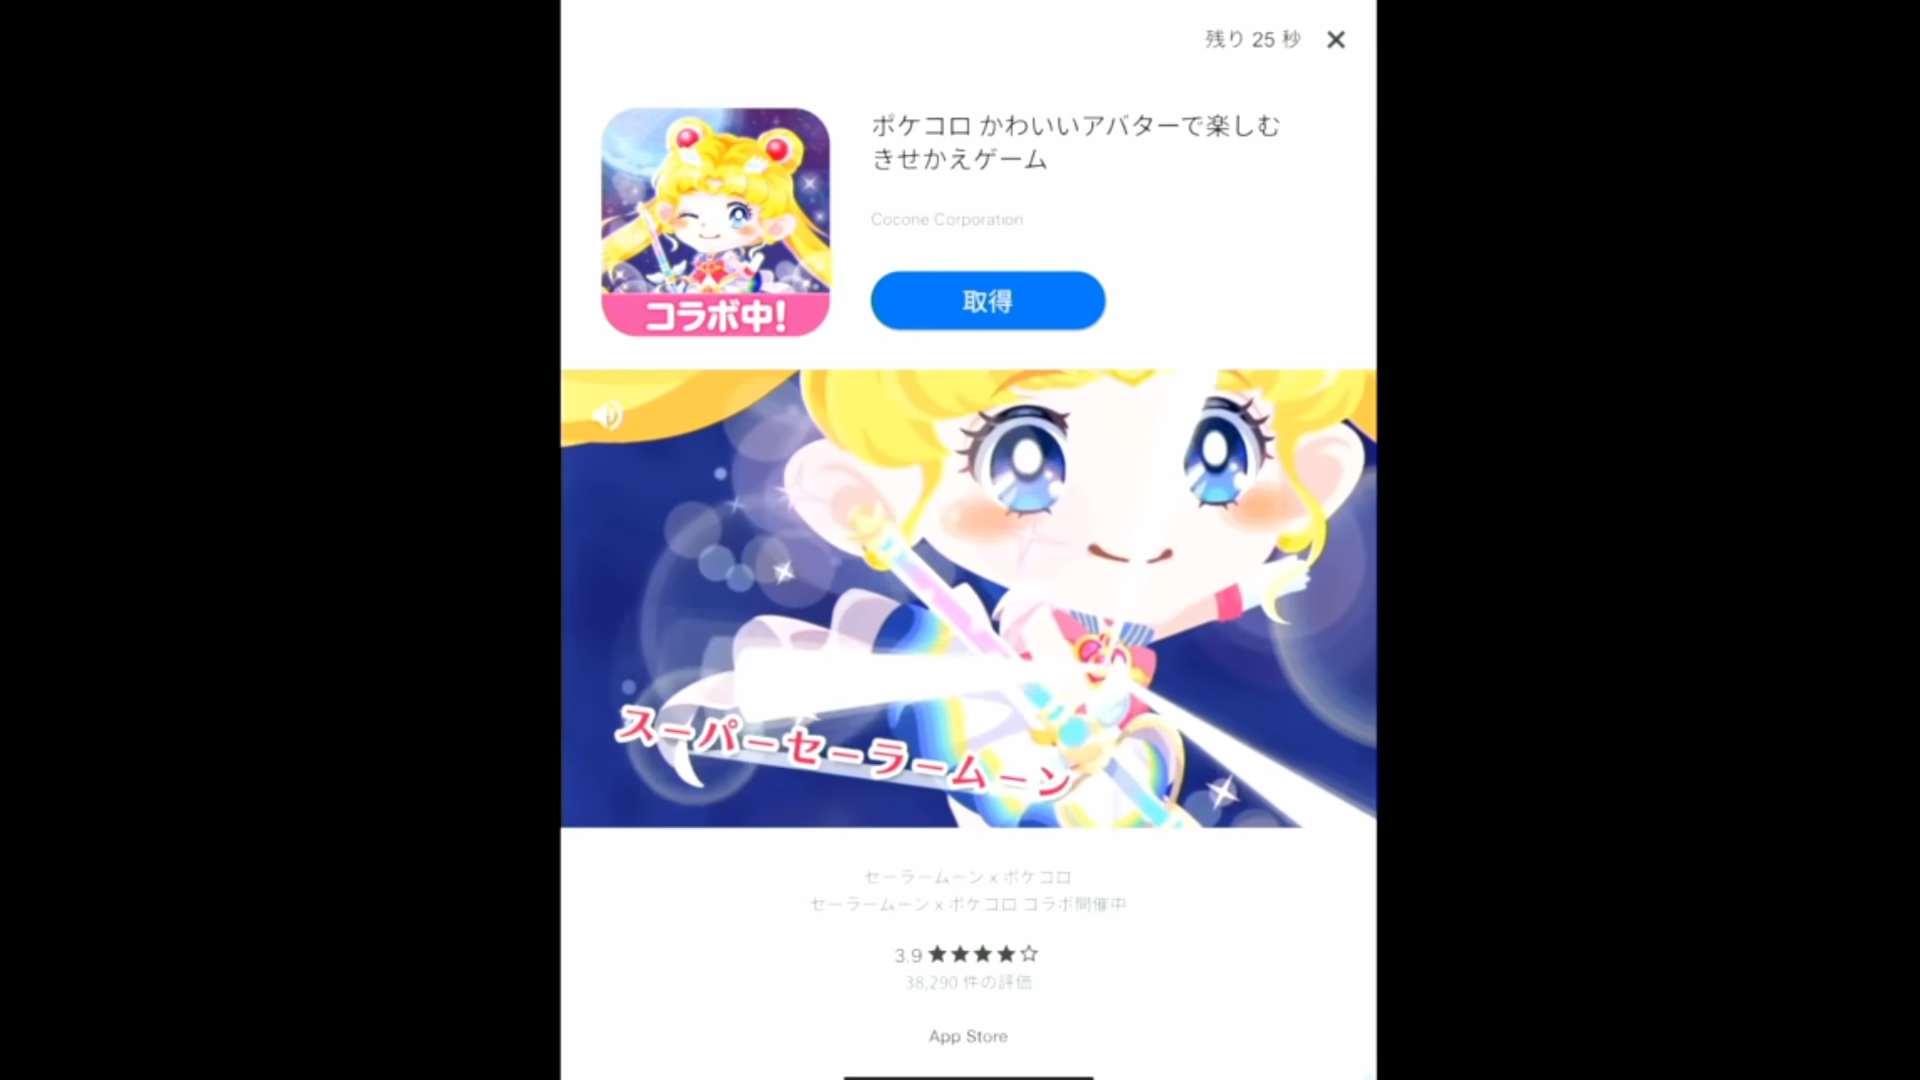 残り 25 秒
ポケコロ かわいいアバターで楽しむ
きせかえゲーム
Cocone Corporation
取得
コラボ中!
スーパーセーラームーン
セーラームーン x ポケコロ
セーラームーン x ポケコロ コラボ開催中
3.9 ★★★★☆
38,290 件の評価
App Store